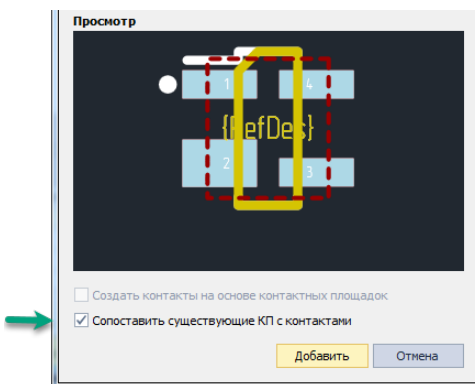 Просмотр
1 4
{RefDes}
2 3
Создать контакты на основе контактных площадок
Сопоставить существующие КП с контактами
Добавить Отмена